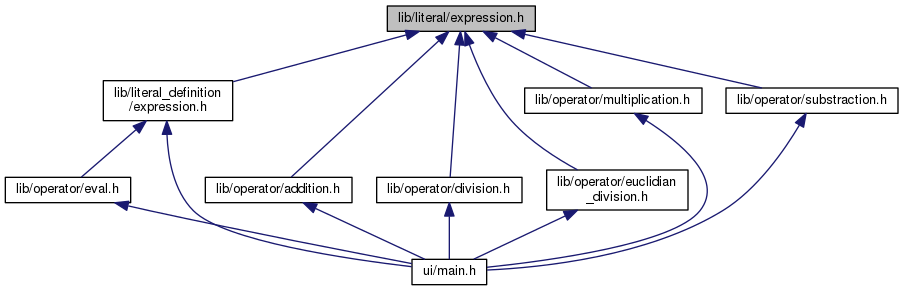 lib/literal/expression.h
lib/literal_definition
/expression.h
lib/operator/multiplication.h
lib/operator/substraction.h
lib/operator/eval.h
lib/operator/addition.h
lib/operator/division.h
lib/operator/euclidian
_division.h
ui/main.h